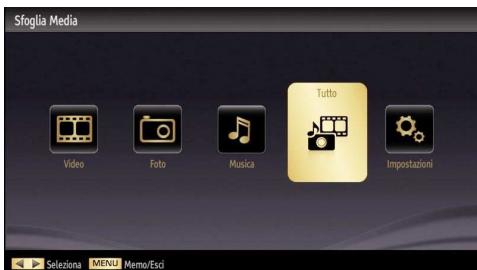 Sfoglia Media
Tutto
Video Foto Musica Impostazioni
Seleziona MENU Memo/Esci